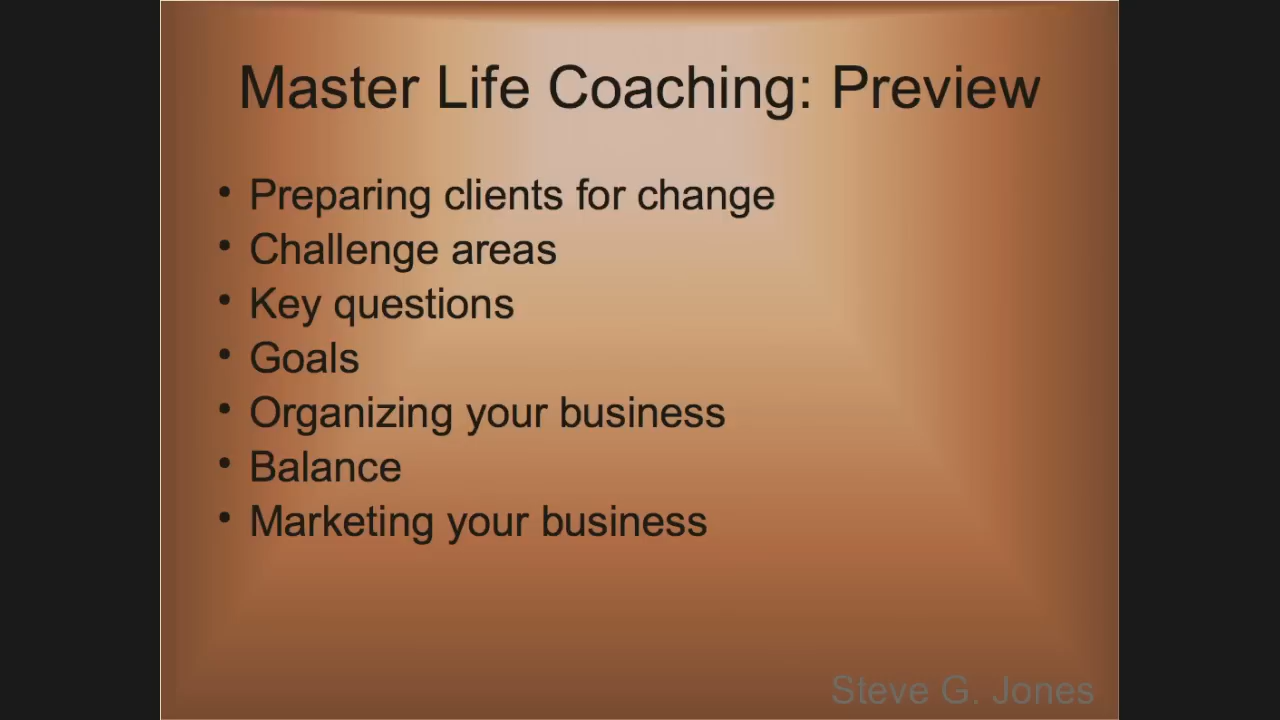 Master Life Coaching: Preview
• Preparing clients for change
• Challenge areas
• Key questions
• Goals
• Organizing your business
• Balance
• Marketing your business
Steve G. Jones